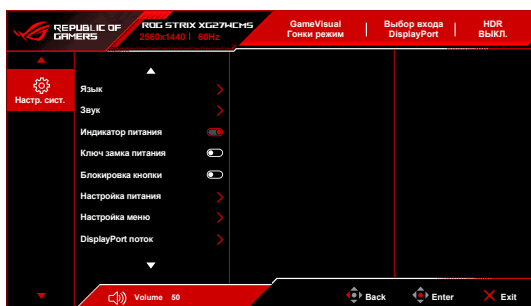 REPUBLIC OF
GAMERS
ROG STRIX XG27HCMS
2560x1440 | 60Hz
GameVisual
Гонки режим
Выбор входа
DisplayPort
HDR
ВЫКЛ.
Настр. сист.
Язык
Звук
Индикатор питания
Ключ замка питания
Блокировка кнопки
Настройка питания
Настройка меню
DisplayPort поток
Volume 50
Back
Enter
Exit